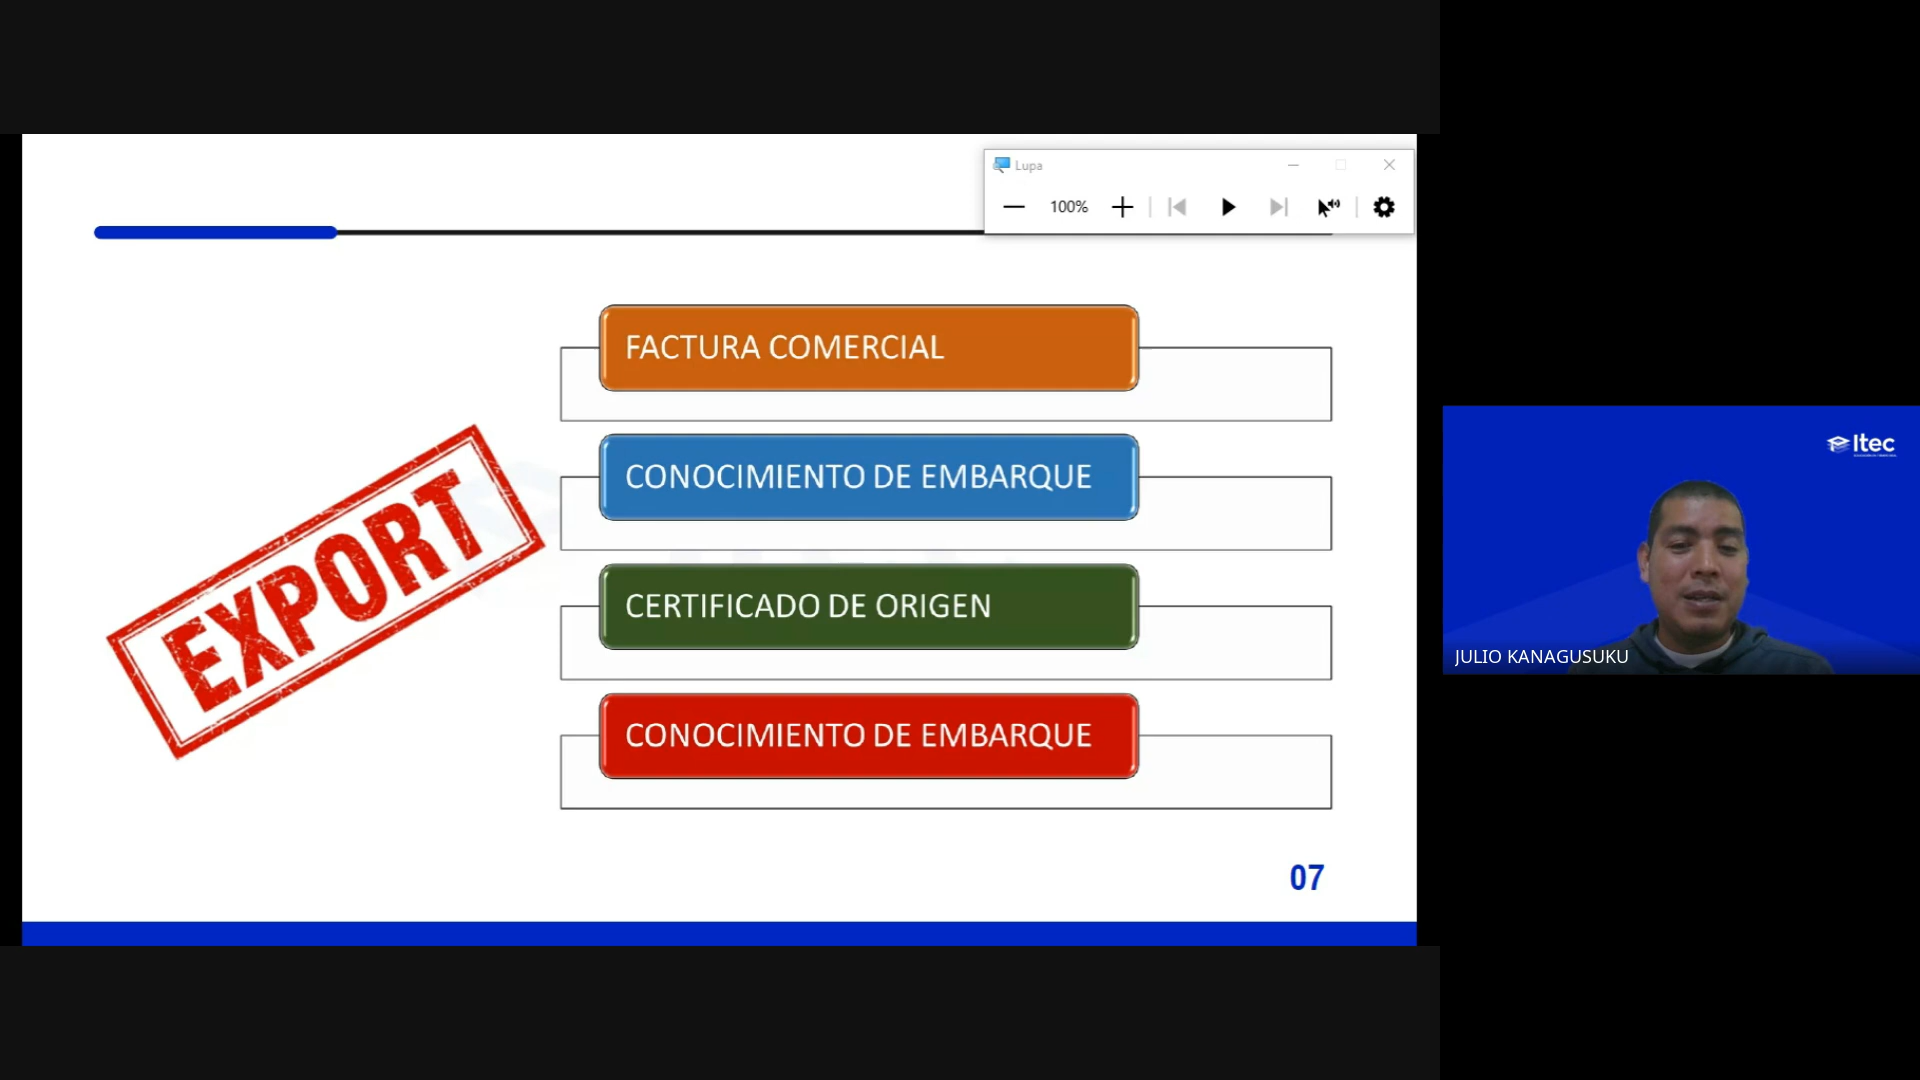 Lupa
100%
FACTURA COMERCIAL
CONOCIMIENTO DE EMBARQUE
CERTIFICADO DE ORIGEN
CONOCIMIENTO DE EMBARQUE
EXPORT
07
Itec
JULIO KANAGUSUKU